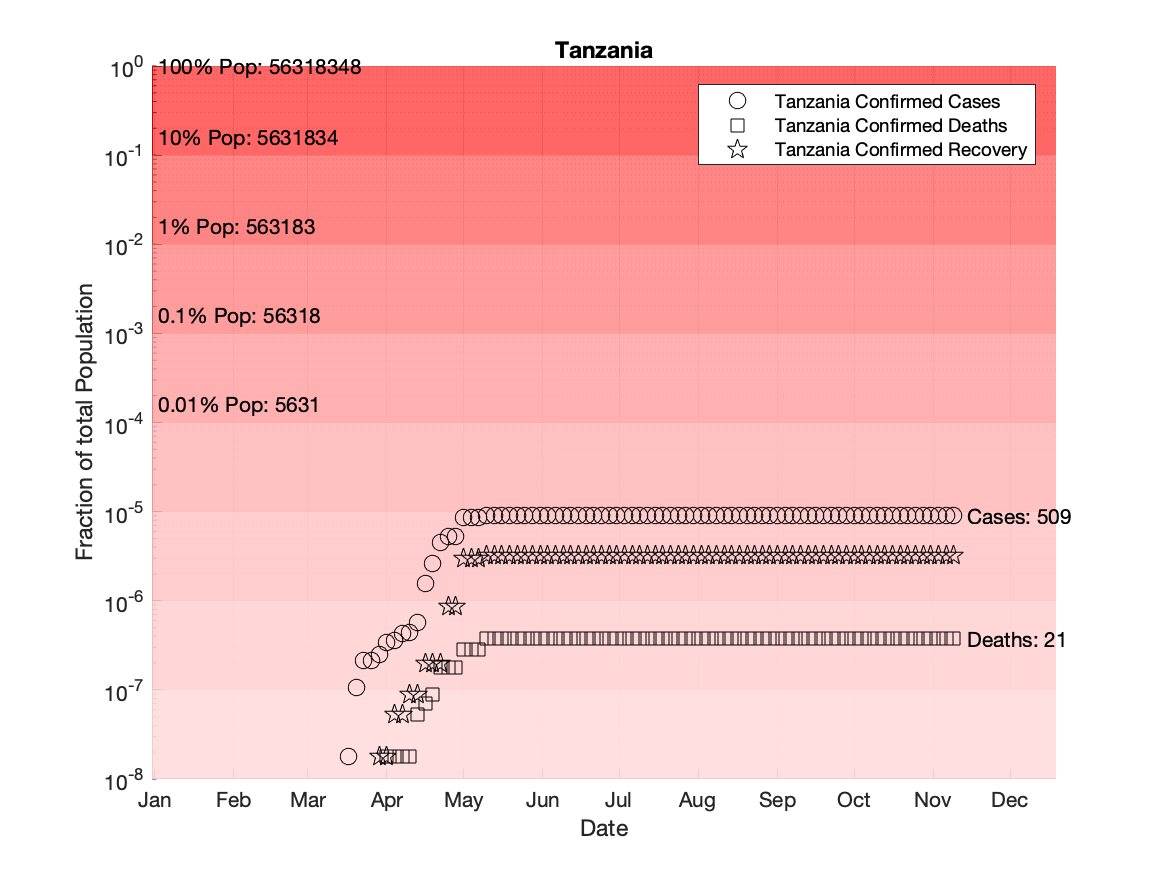 Tanzania
10^0
100% Pop: 56318348
Tanzania Confirmed Cases
Tanzania Confirmed Deaths
Tanzania Confirmed Recovery
10% Pop: 5631834
10^-1
1% Pop: 563183
10^-2
0.1% Pop: 56318
10^-3
0.01% Pop: 5631
10^-4
10^-5
Cases: 509
10^-6
Deaths: 21
10^-7
10^-8
Fraction of total Population
Jan Feb Mar Apr May Jun Jul Aug Sep Oct Nov Dec
Date